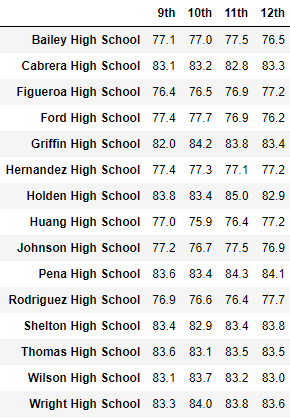 9th 10th 11th 12th
Bailey High School 77.1 77.0 77.5 76.5
Cabrera High School 83.1 83.2 82.8 83.3
Figueroa High School 76.4 76.5 76.9 77.2
Ford High School 77.4 77.7 76.9 76.2
Griffin High School 82.0 84.2 83.8 83.4
Hernandez High School 77.4 77.3 77.1 77.2
Holden High School 83.8 83.4 85.0 82.9
Huang High School 77.0 75.9 76.4 77.2
Johnson High School 77.2 76.7 77.5 76.9
Pena High School 83.6 83.4 84.3 84.1
Rodriguez High School 76.9 76.6 76.4 77.7
Shelton High School 83.4 82.9 83.4 83.8
Thomas High School 83.6 83.1 83.5 83.5
Wilson High School 83.1 83.7 83.2 83.0
Wright High School 83.3 84.0 83.8 83.6